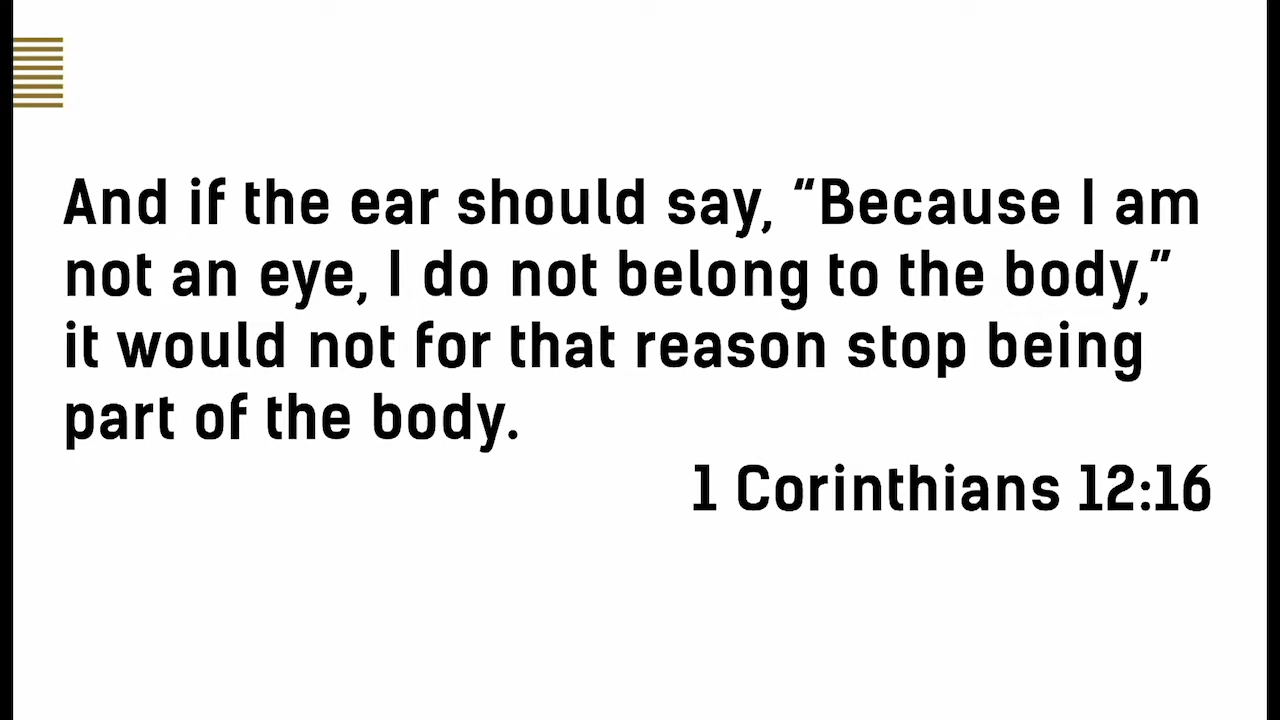 And if the ear should say, “Because I am
not an eye, I do not belong to the body,”
it would not for that reason stop being
part of the body.
1 Corinthians 12:16